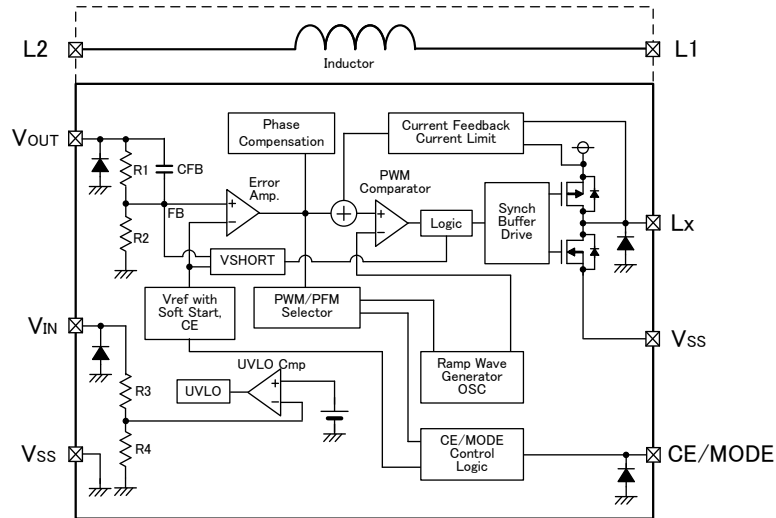 L2
L1
Inductor
VOUT
R1
CFB
FB
R2
Phase
Compensation
Error
Amp.
Current Feedback
Current Limit
PWM
Comparator
Logic
Synch
Buffer
Drive
Lx
VSHORT
Vref with
Soft Start,
CE
PWM/PFM
Selector
VIN
R3
R4
UVLO Cmp
UVLO
Ramp Wave
Generator
OSC
VSS
VSS
CE/MODE
Control
Logic
CE/MODE